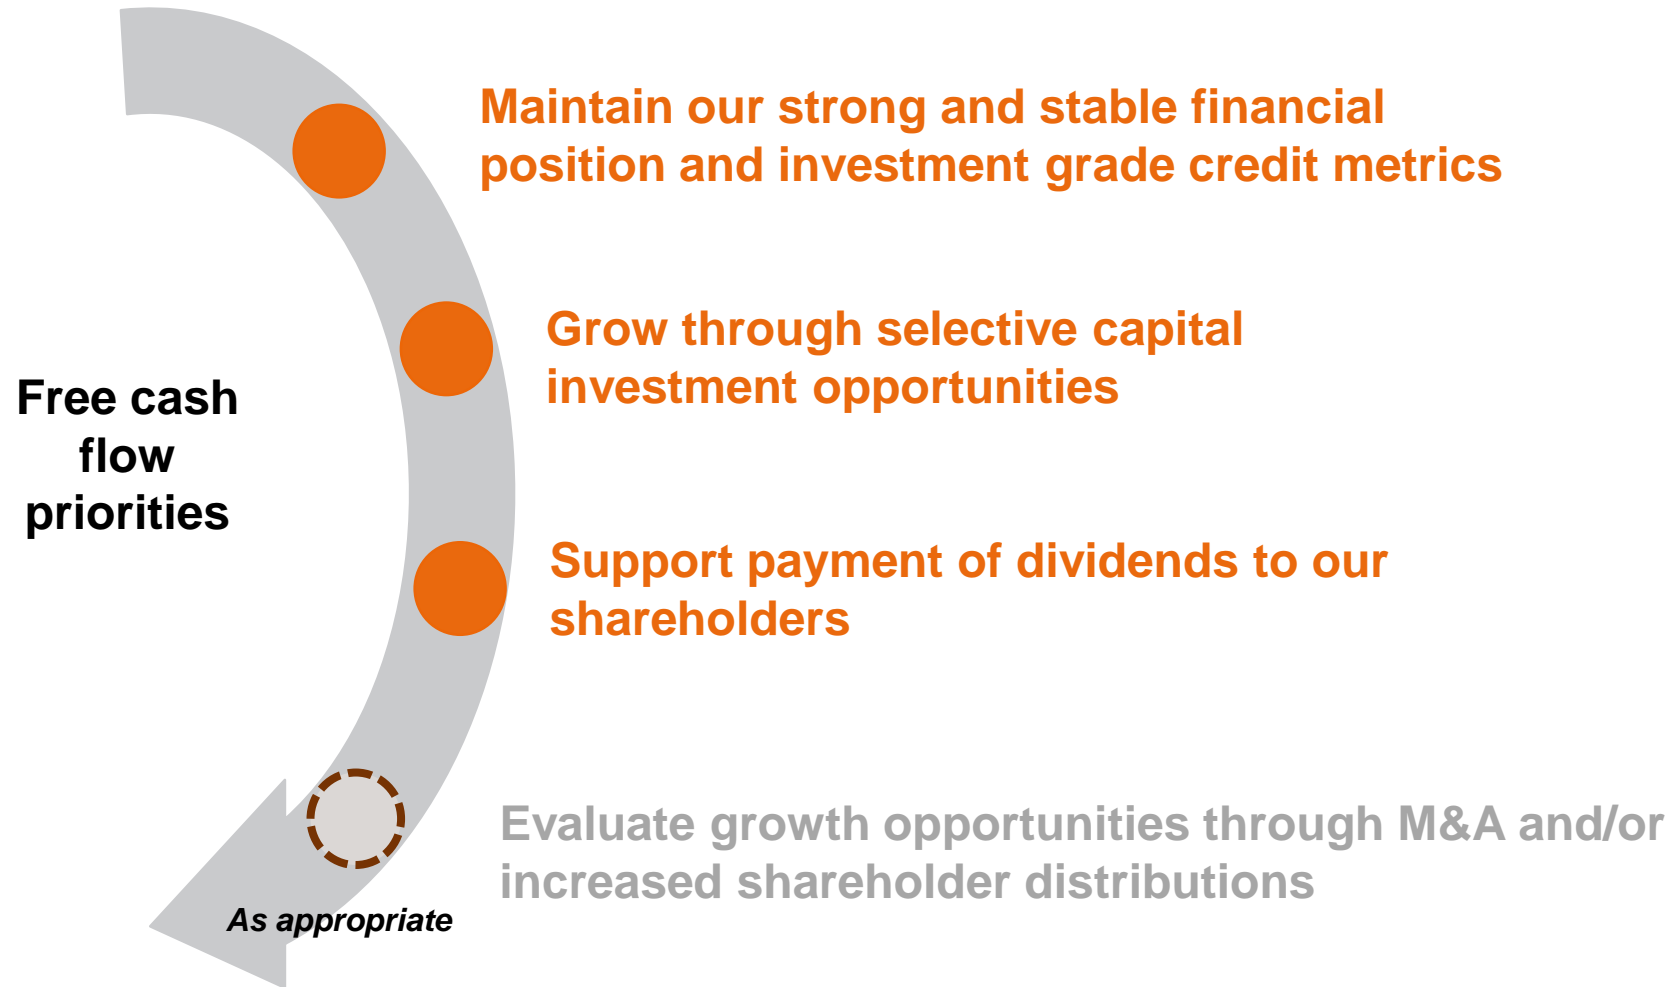 Maintain our strong and stable financial
position and investment grade credit metrics
Grow through selective capital
investment opportunities
Free cash
flow
priorities
Support payment of dividends to our
shareholders
Evaluate growth opportunities through M&A and/or
increased shareholder distributions
As appropriate